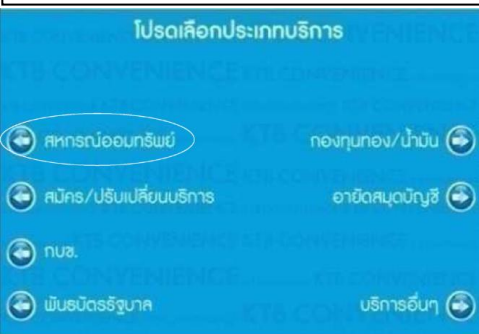 โปรดเลือกประเภทบริการ
สหกรณ์ออมทรัพย์ กองทุนทอง/น้ำมัน
สมัคร/ปรับเปลี่ยนบริการ อายัดสมุดบัญชี
กบข.
พันธบัตรรัฐบาล บริการอื่นๆ